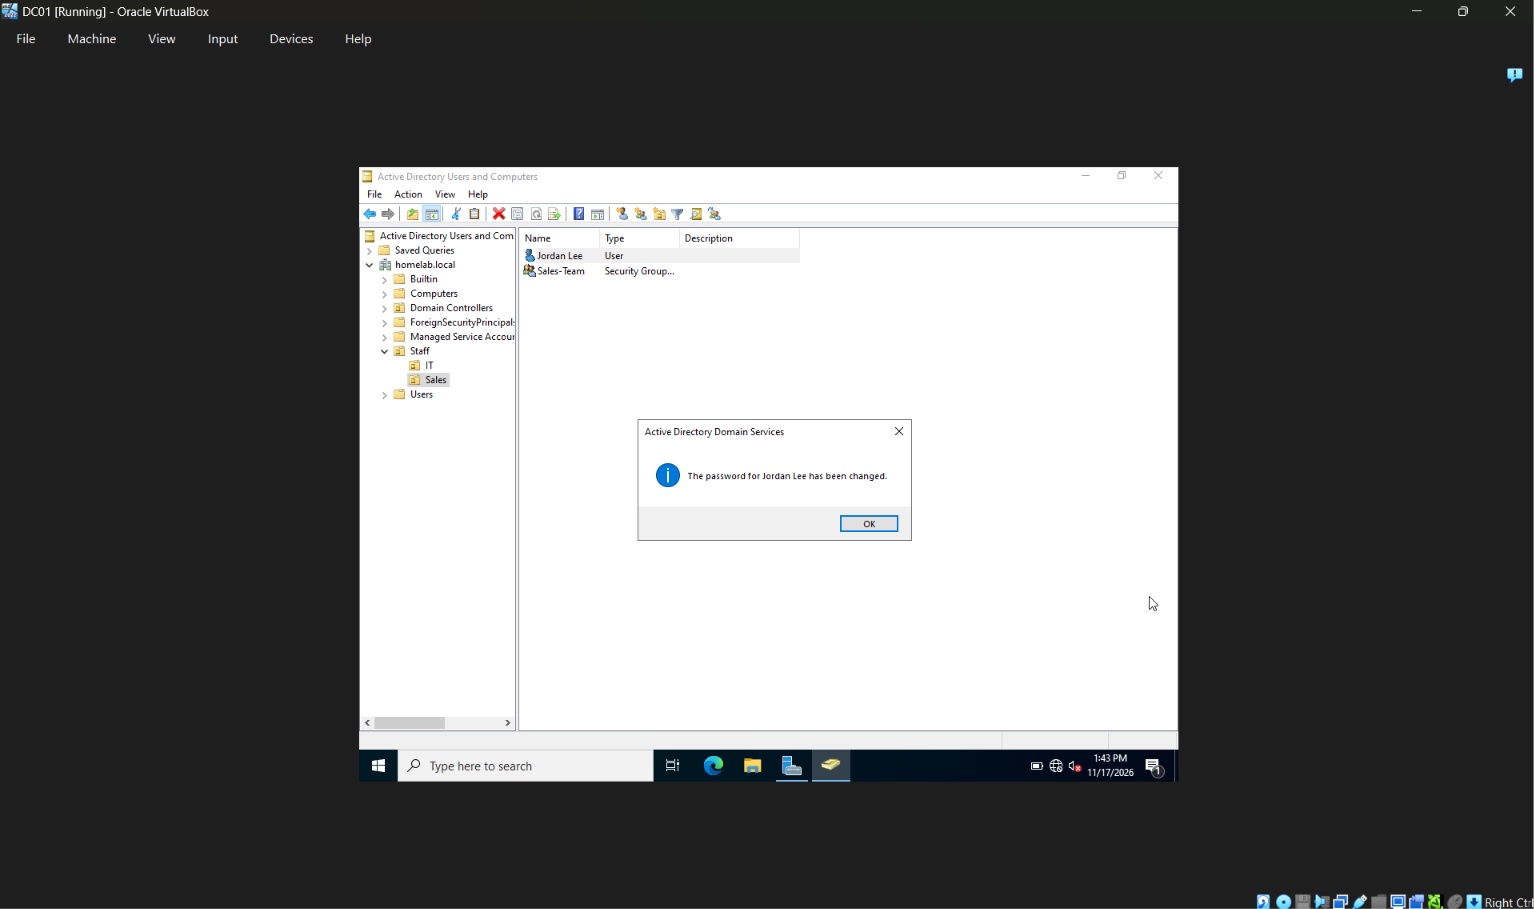 DC01 [Running] - Oracle VirtualBox
File Machine View Input Devices Help
Active Directory Users and Computers
File Action View Help
Active Directory Users and Com
Saved Queries
homelab.local
Builtin
Computers
Domain Controllers
ForeignSecurityPrincipals
Managed Service Accour
Staff
IT
Sales
Users
Name Type Description
Jordan Lee User
Sales-Team Security Group...
Active Directory Domain Services
The password for Jordan Lee has been changed.
OK
Type here to search
1:43 PM
11/17/2026
1
Right Ctrl